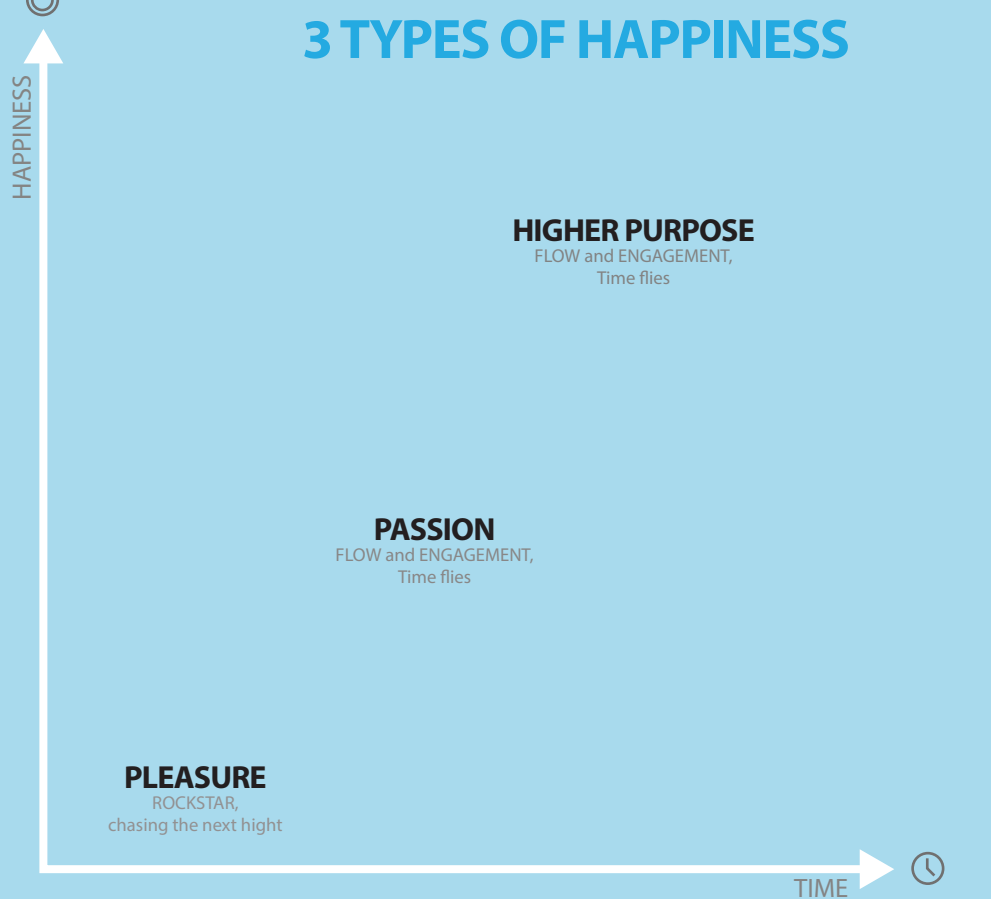 3 TYPES OF HAPPINESS
HAPPINESS
HIGHER PURPOSE
FLOW and ENGAGEMENT,
Time flies
PASSION
FLOW and ENGAGEMENT,
Time flies
PLEASURE
ROCKSTAR,
chasing the next hight
TIME